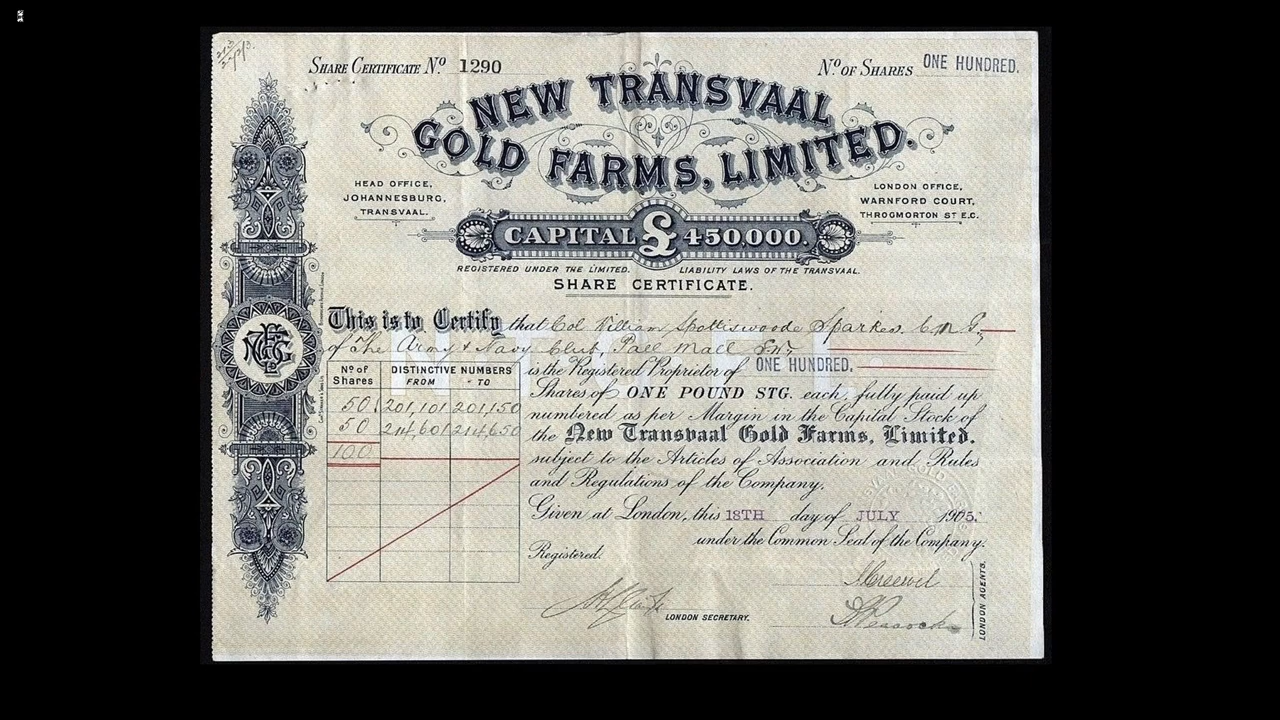 SHARE CERTIFICATE No. 1290
No. OF SHARES ONE HUNDRED.
NEW TRANSVAAL
GOLD FARMS, LIMITED.
HEAD OFFICE,
JOHANNESBURG,
TRANSVAAL.
LONDON OFFICE,
WARNFORD COURT,
THROGMORTON ST E.C.
CAPITAL £ 450,000.
REGISTERED UNDER THE LIMITED. LIABILITY LAWS OF THE TRANSVAAL.
SHARE CERTIFICATE.
This is to Certify that Col William Spottiswoode Sparkes, C.M.G.
of The Army & Navy Club, Pall Mall S.W,
is the Registered Proprietor of ONE HUNDRED.
Shares of ONE POUND STG. each, fully paid up
numbered as per Margin in the Capital Stock of
the New Transvaal Gold Farms, Limited.
subject to the Articles of Association and Rules
and Regulations of the Company.
No of Shares DISTINCTIVE NUMBERS
FROM TO
50 201,101 201,150
50 214,601 214,650
100
Given at London, this 18TH day of JULY 1905.
under the Common Seal of the Company.
Registered.
LONDON SECRETARY.
Peacock
LONDON AGENTS.